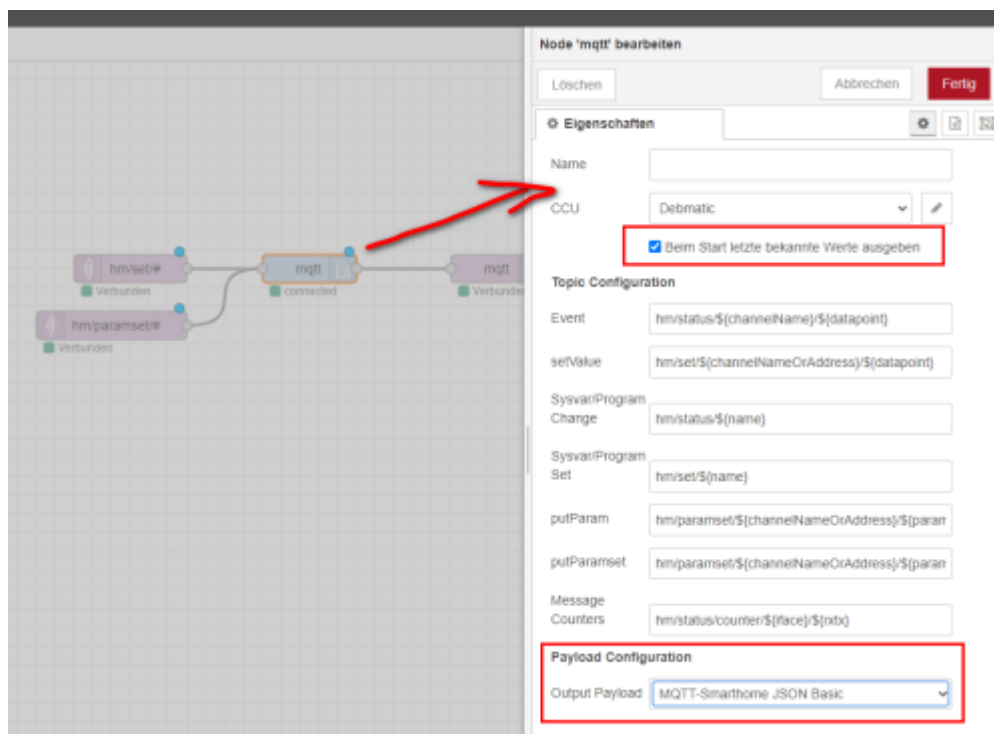 Node 'mqtt' bearbeiten
Löschen
Abbrechen
Fertig
Eigenschaften
Name
CCU
Debmatic
Beim Start letzte bekannte Werte ausgeben
hm/set/#
Verbunden
mqtt
connected
mqtt
Verbunden
hm/paramset/#
Verbunden
Topic Configuration
Event
hm/status/${channelName}/${datapoint}
setValue
hm/set/${channelNameOrAddress}/${datapoint}
Sysvar/Program
Change
hm/status/${name}
Sysvar/Program
Set
hm/set/${name}
putParam
hm/paramset/${channelNameOrAddress}/${param
putParamset
hm/paramset/${channelNameOrAddress}/${param
Message
Counters
hm/status/counter/${iface}/${rxtx}
Payload Configuration
Output Payload
MQTT-Smarthome JSON Basic